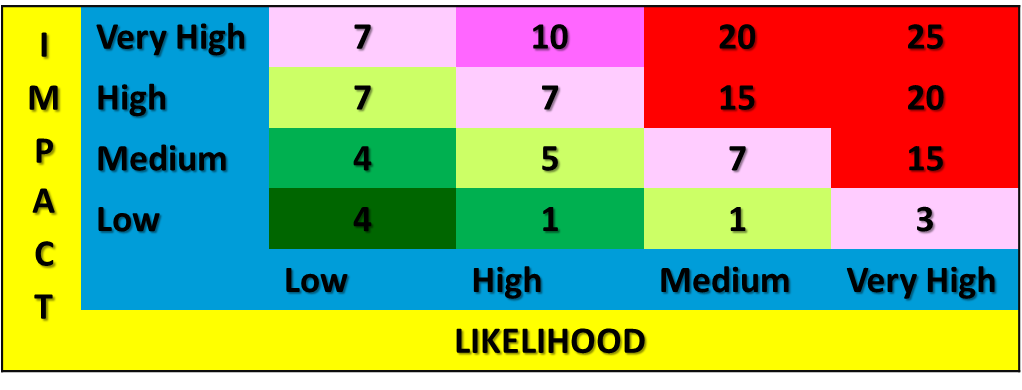 IMPACT
Very High 7 10 20 25
High 7 7 15 20
Medium 4 5 7 15
Low 4 1 1 3
Low High Medium Very High
LIKELIHOOD